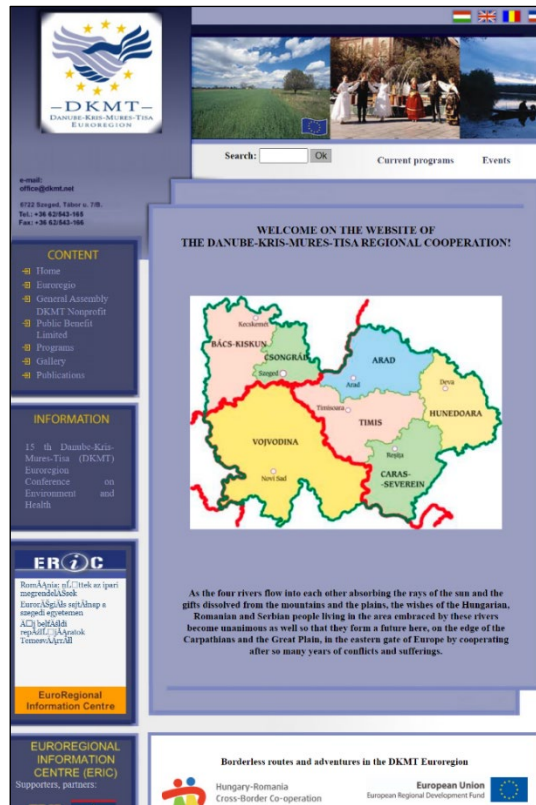 DKMT
DANUBE-KRIS-MURES-TISA
EUROREGION
Search:
Ok
Current programs
Events
e-mail:
office@dkmt.net
6722 Szeged, Tábor u. 7/B.
Tel.: +36 62/543-165
Fax: +36 62/543-166
CONTENT
Home
Euroregio
General Assembly
DKMT Nonprofit
Public Benefit
Limited
Programs
Gallery
Publications
INFORMATION
15 th Danube-Kris-
Mures-Tisa (DKMT)
Euroregion
Conference on
Environment and
Health
ERiC
megrendelÅSek
szegedi egyetemen
EuroRegional
Information Centre
EUROREGIONAL
INFORMATION
CENTRE (ERIC)
Supporters, partners:
WELCOME ON THE WEBSITE OF
THE DANUBE-KRIS-MURES-TISA REGIONAL COOPERATION!
Kecskemét
BÁCS-KISKUN
CSONGRÁD
Szeged
ARAD
Arad
Deva
HUNEDOARA
Timisoara
TIMIS
VOJVODINA
Novi Sad
Reșița
CARAS-
-SEVEREIN
As the four rivers flow into each other absorbing the rays of the sun and the
gifts dissolved from the mountains and the plains, the wishes of the Hungarian,
Romanian and Serbian people living in the area embraced by these rivers
become unanimous as well so that they form a future here, on the edge of the
Carpathians and the Great Plain, in the eastern gate of Europe by cooperating
after so many years of conflicts and sufferings.
Borderless routes and adventures in the DKMT Euroregion
Hungary-Romania
Cross-Border Co-operation
European Union
European Regional Development Fund